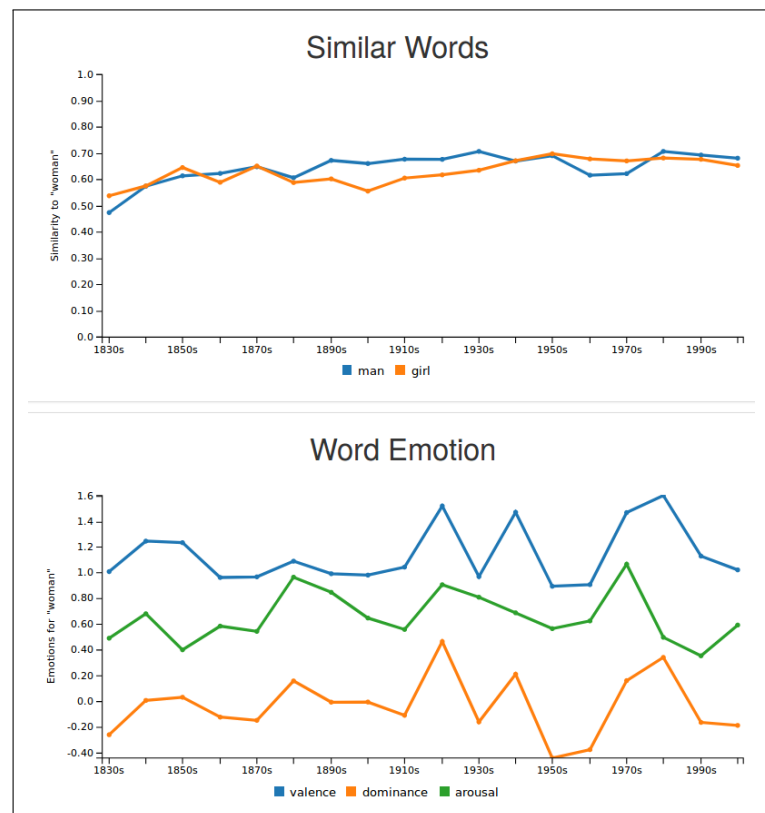 Similar Words
1.0
0.90
0.80
0.70
0.60
0.50
0.40
0.30
0.20
0.10
0.0
Similarity to "woman"
1830s 1850s 1870s 1890s 1910s 1930s 1950s 1970s 1990s
man girl
Word Emotion
1.6
1.4
1.2
1.0
0.80
0.60
0.40
0.20
0.0
-0.20
-0.40
Emotions for "woman"
1830s 1850s 1870s 1890s 1910s 1930s 1950s 1970s 1990s
valence dominance arousal